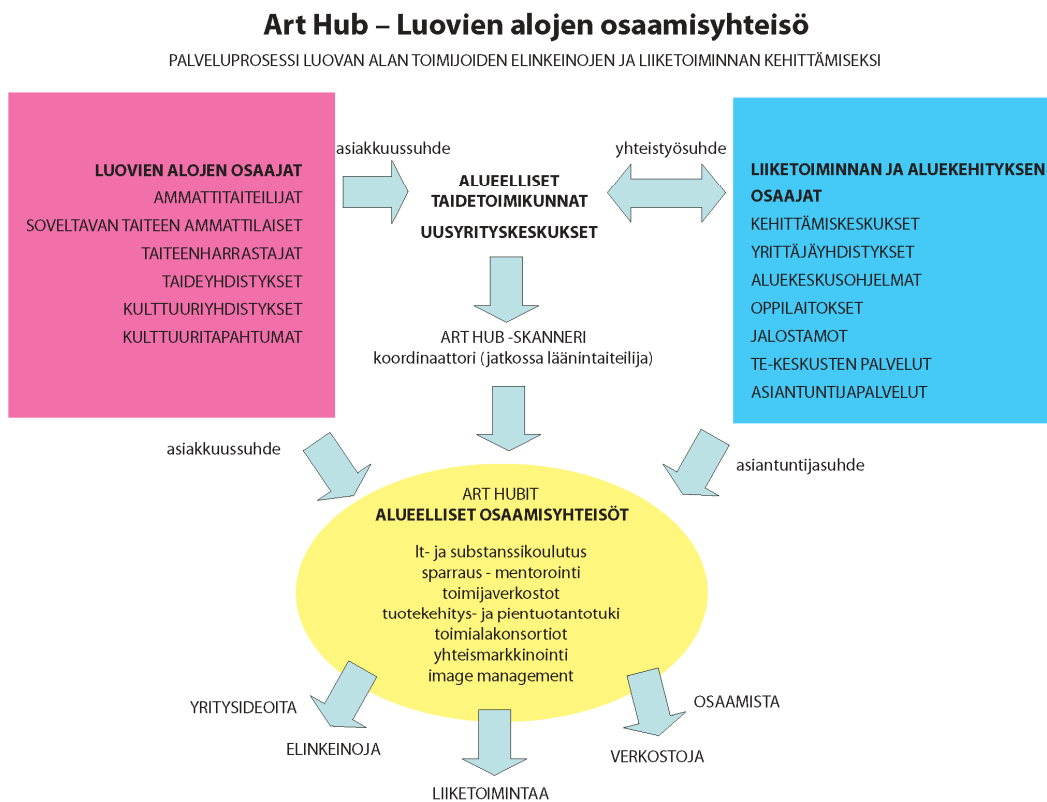 Art Hub – Luovien alojen osaamisyhteisö
PALVELUPROSESSI LUOVAN ALAN TOIMIJOIDEN ELINKEINOJEN JA LIIKETOIMINNAN KEHITTÄMISEKSI
LUOVIEN ALOJEN OSAAJAT
AMMATTITAITEILIJAT
SOVELTAVAN TAITEEN AMMATTILAISET
TAITEENHARRASTAJAT
TAIDEYHDISTYKSET
KULTTUURIYHDISTYKSET
KULTTUURITAPAHTUMAT
asiakkuussuhde
ALUEELLISET
TAIDETOIMIKUNNAT
UUSYRITYSKESKUKSET
yhteistyösuhde
LIIKETOIMINNAN JA ALUEKEHITYKSEN
OSAAJAT
KEHITTÄMISKESKUKSET
YRITTÄJÄYHDISTYKSET
ALUEKESKUSOHJELMAT
OPPILAITOKSET
JALOSTAMOT
TE-KESKUSTEN PALVELUT
ASIANTUNTIJAPALVELUT
ART HUB -SKANNERI
koordinaattori (jatkossa läänintaiteilija)
asiakkuussuhde
asiantuntijasuhde
ART HUBIT
ALUEELLISET OSAAMISYHTEISÖT
lt- ja substanssikoulutus
sparraus - mentorointi
toimijaverkostot
tuotekehitys- ja pientuotantotuki
toimialakonsortiot
yhteismarkkinointi
image management
YRITYSIDEOITA
ELINKEINOJA
LIIKETOIMINTAA
OSAAMISTA
VERKOSTOJA